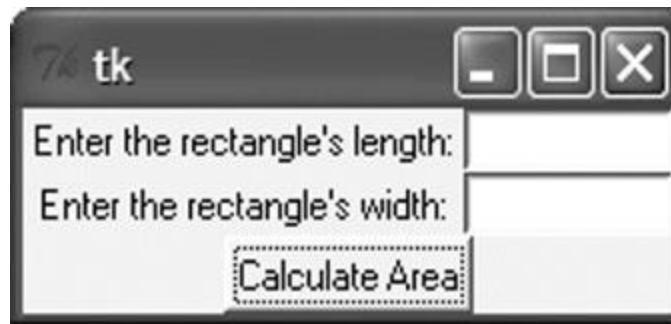 tk
Enter the rectangle's length:
Enter the rectangle's width:
Calculate Area